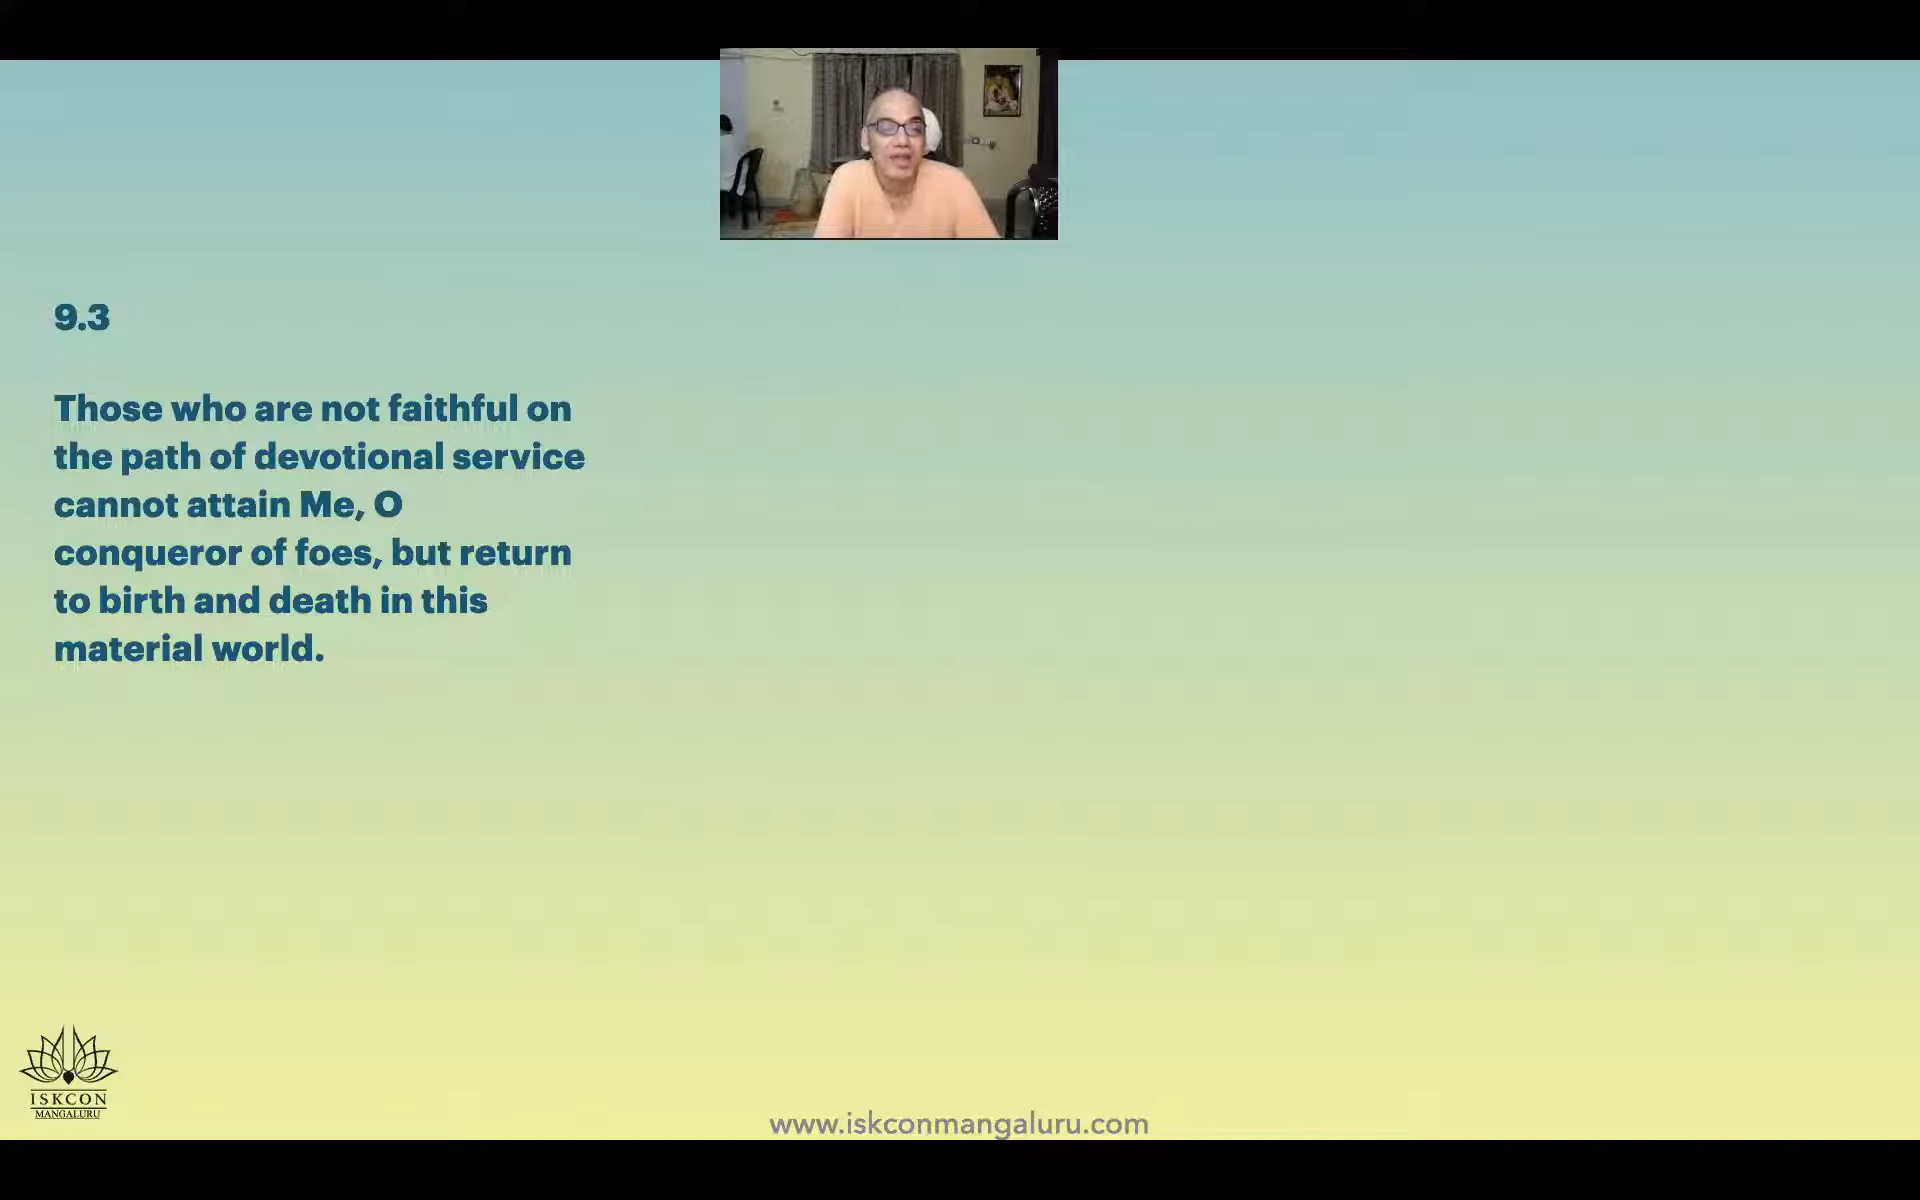 9.3
Those who are not faithful on
the path of devotional service
cannot attain Me, O
conqueror of foes, but return
to birth and death in this
material world.
ISKCON
MANGALURU
www.iskconmangaluru.com